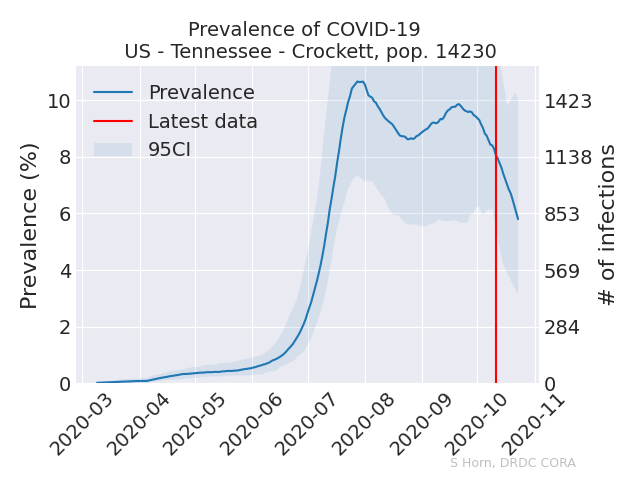 Prevalence of COVID-19
US - Tennessee - Crockett, pop. 14230
Prevalence
Latest data
95CI
Prevalence (%)
10
8
6
4
2
0
1423
1138
853
569
284
0
# of infections
2020-03
2020-04
2020-05
2020-06
2020-07
2020-08
2020-09
2020-10
2020-11
S Horn, DRDC CORA